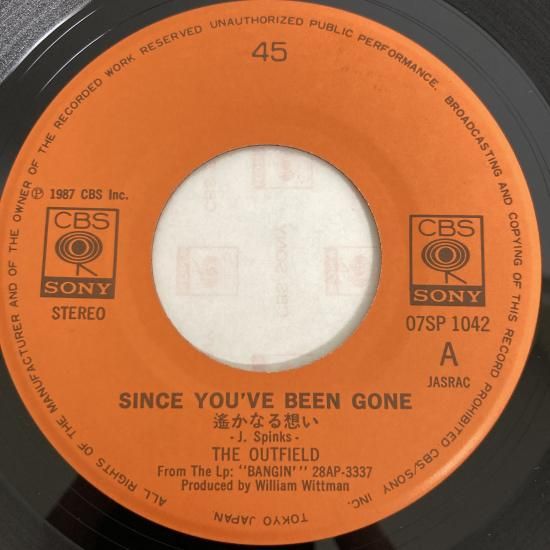 ALL RIGHTS OF THE MANUFACTURER AND OF THE OWNER OF THE RECORDED WORK RESERVED UNAUTHORIZED PUBLIC PERFORMANCE. BROADCASTING AND COPYING OF THIS RECORD PROHIBITED CBS/SONY INC. TOKYO JAPAN.
45
℗ 1987 CBS Inc.
CBS
SONY
STEREO
CBS
SONY
07SP 1042
A
JASRAC
CBS/SONY
SINCE YOU'VE BEEN GONE
遙かなる想い
- J. Spinks -
THE OUTFIELD
From The Lp: "BANGIN'" 28AP-3337
Produced by William Wittman